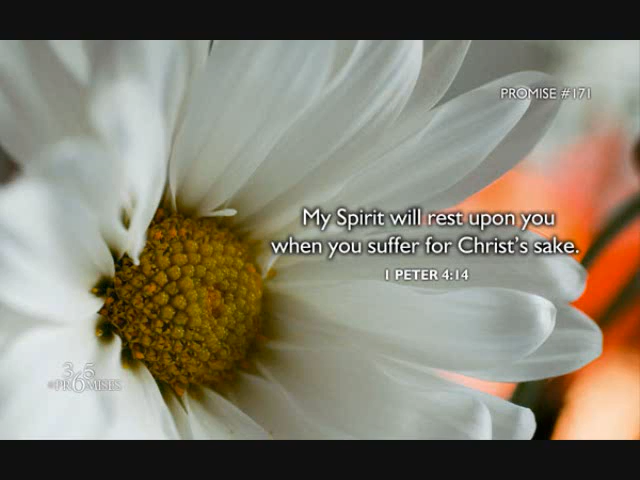 PROMISE #171
My Spirit will rest upon you
when you suffer for Christ's sake.
1 PETER 4:14
365
PROMISES